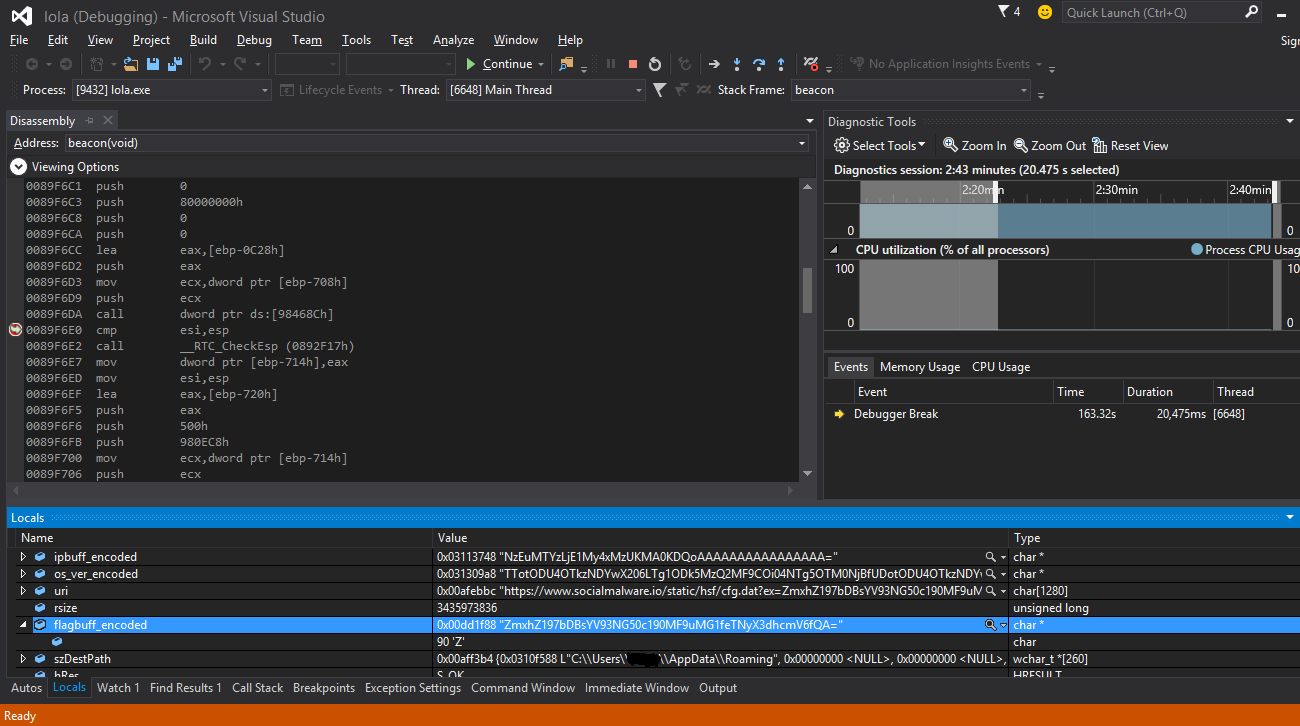 lola (Debugging) - Microsoft Visual Studio
4
Quick Launch (Ctrl+Q)
File Edit View Project Build Debug Team Tools Test Analyze Window Help
Sign
Continue
No Application Insights Events
Process: [9432] lola.exe Lifecycle Events Thread: [6648] Main Thread Stack Frame: beacon
Disassembly
Address: beacon(void)
Viewing Options
0089F6C1 push 0
0089F6C3 push 80000000h
0089F6C8 push 0
0089F6CA push 0
0089F6CC lea eax,[ebp-0C28h]
0089F6D2 push eax
0089F6D3 mov ecx,dword ptr [ebp-708h]
0089F6D9 push ecx
0089F6DA call dword ptr ds:[98468Ch]
0089F6E0 cmp esi,esp
0089F6E2 call __RTC_CheckEsp (0892F17h)
0089F6E7 mov dword ptr [ebp-714h],eax
0089F6ED mov esi,esp
0089F6EF lea eax,[ebp-720h]
0089F6F5 push eax
0089F6F6 push 500h
0089F6FB push 980EC8h
0089F700 mov ecx,dword ptr [ebp-714h]
0089F706 push ecx
Diagnostic Tools
Select Tools Zoom In Zoom Out Reset View
Diagnostics session: 2:43 minutes (20.475 s selected)
2:20min 2:30min 2:40min
0 0
CPU utilization (% of all processors) Process CPU Usag
100 10
0 0
Events Memory Usage CPU Usage
Event Time Duration Thread
Debugger Break 163.32s 20,475ms [6648]
Locals
Name Value Type
ipbuff_encoded 0x03113748 "NzEuMTYzLjE1My4xMzUKMA0KDQoAAAAAAAAAAAAAAAA=" char *
os_ver_encoded 0x031309a8 "TTotODU4OTkzNDYwX206LTg1ODk5MzQ2MF9COi04NTg5OTM0NjBfUDotODU4OTkzNDY char *
uri 0x00afebbc "https://www.socialmalware.io/static/hsf/cfg.dat?ex=ZmxhZ197bDBsYV93NG50c190MF9uM char[1280]
rsize 3435973836 unsigned long
flagbuff_encoded 0x00dd1f88 "ZmxhZ197bDBsYV93NG50c190MF9uMG1feTNyX3dhcmV6fQA=" char *
90 'Z' char
szDestPath 0x00aff3b4 {0x0310f588 L"C:\\Users\\ \\AppData\\Roaming", 0x00000000 <NULL>, 0x00000000 <NULL>, wchar_t *[260]
hRes S_OK HRESULT
Autos Locals Watch 1 Find Results 1 Call Stack Breakpoints Exception Settings Command Window Immediate Window Output
Ready